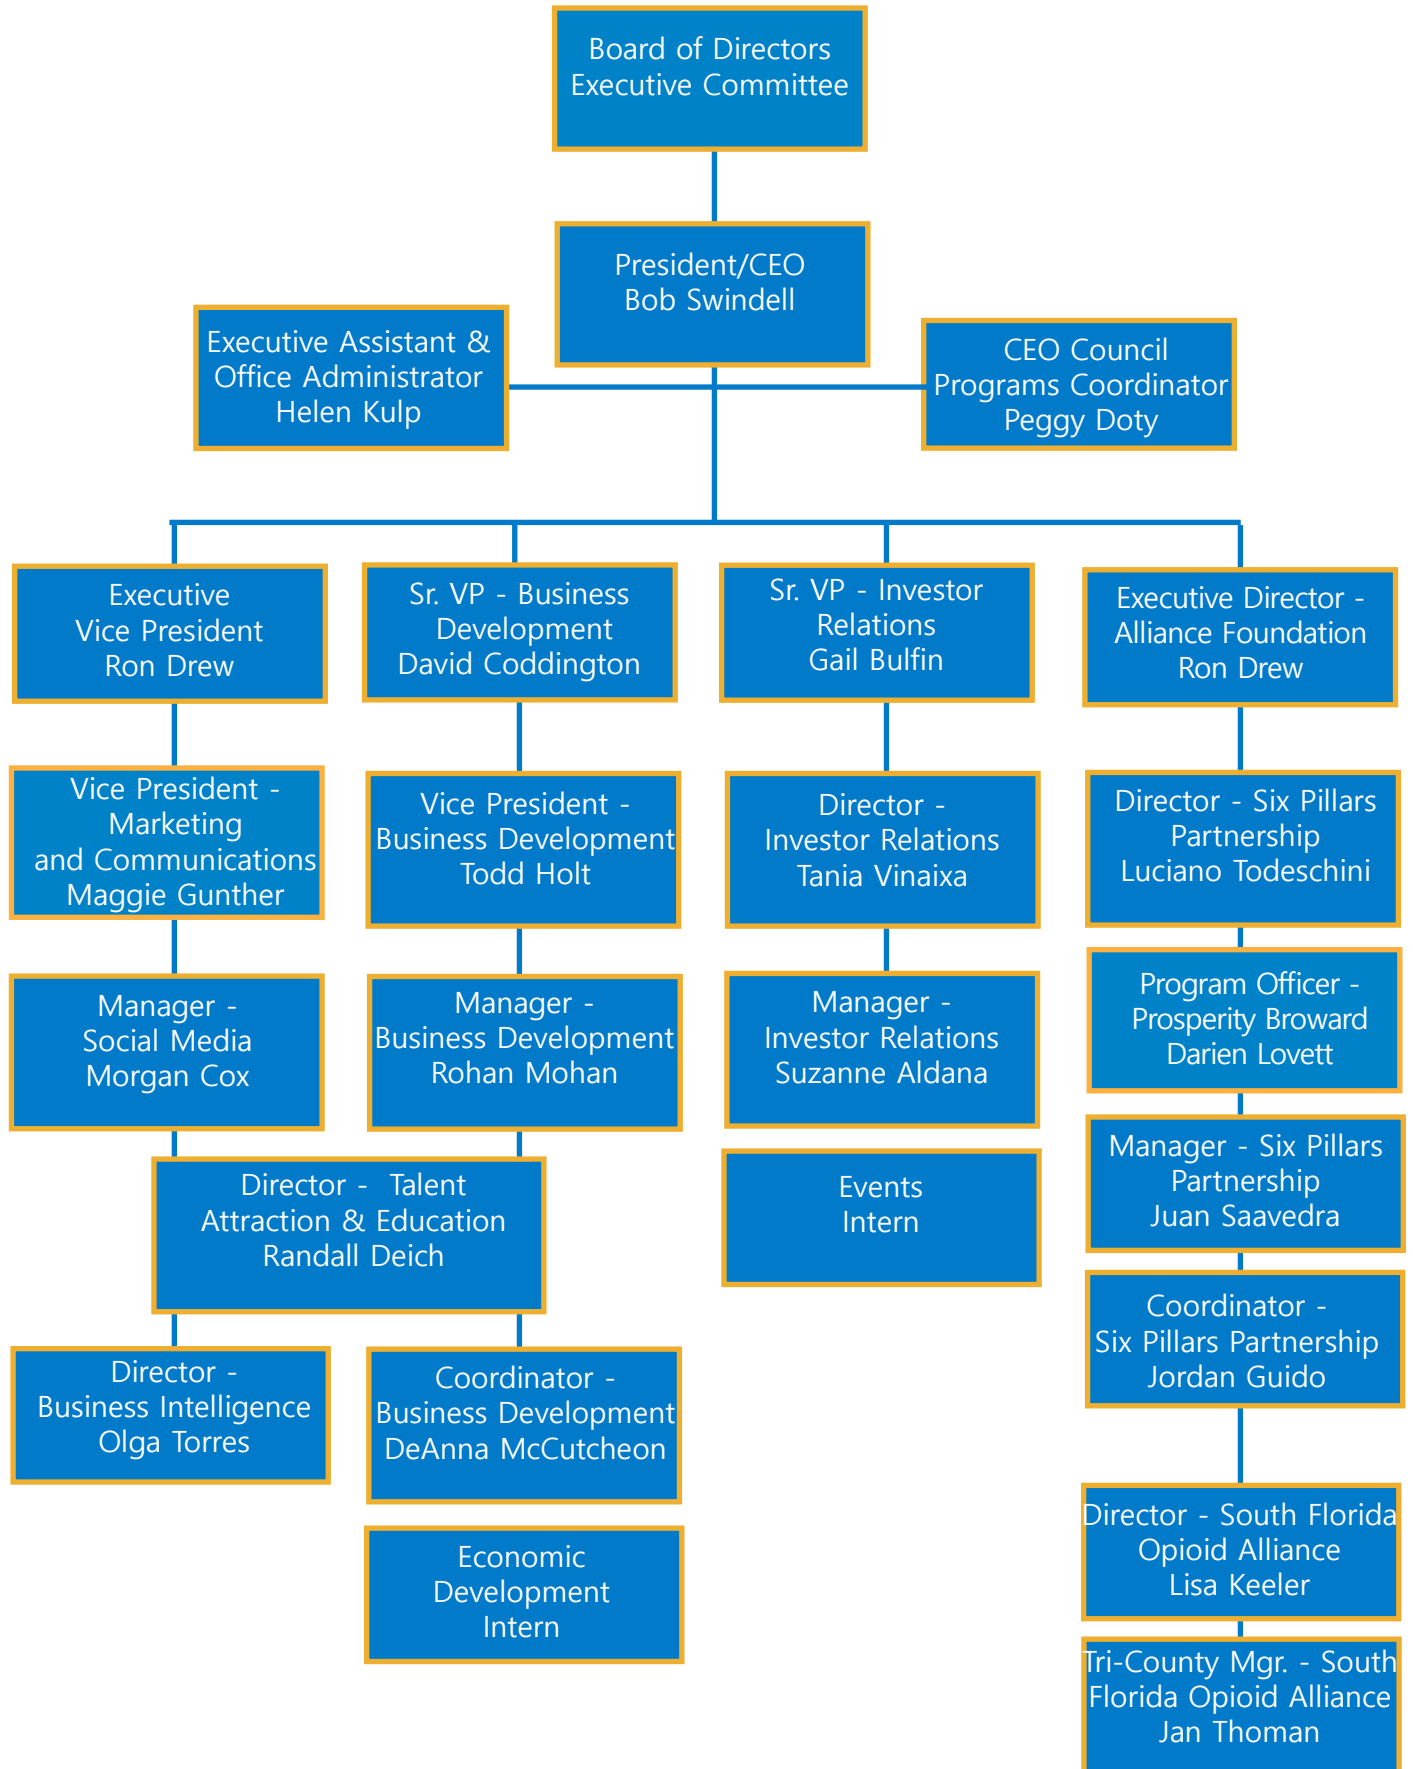 Board of Directors
Executive Committee
President/CEO
Bob Swindell
Executive Assistant &
Office Administrator
Helen Kulp
CEO Council
Programs Coordinator
Peggy Doty
Executive
Vice President
Ron Drew
Sr. VP - Business
Development
David Coddington
Sr. VP - Investor
Relations
Gail Bulfin
Executive Director -
Alliance Foundation
Ron Drew
Vice President -
Marketing
and Communications
Maggie Gunther
Vice President -
Business Development
Todd Holt
Director -
Investor Relations
Tania Vinaixa
Director - Six Pillars
Partnership
Luciano Todeschini
Manager -
Social Media
Morgan Cox
Manager -
Business Development
Rohan Mohan
Manager -
Investor Relations
Suzanne Aldana
Program Officer -
Prosperity Broward
Darien Lovett
Director - Talent
Attraction & Education
Randall Deich
Events
Intern
Manager - Six Pillars
Partnership
Juan Saavedra
Director -
Business Intelligence
Olga Torres
Coordinator -
Business Development
DeAnna McCutcheon
Coordinator -
Six Pillars Partnership
Jordan Guido
Economic
Development
Intern
Director - South Florida
Opioid Alliance
Lisa Keeler
Tri-County Mgr. - South
Florida Opioid Alliance
Jan Thoman